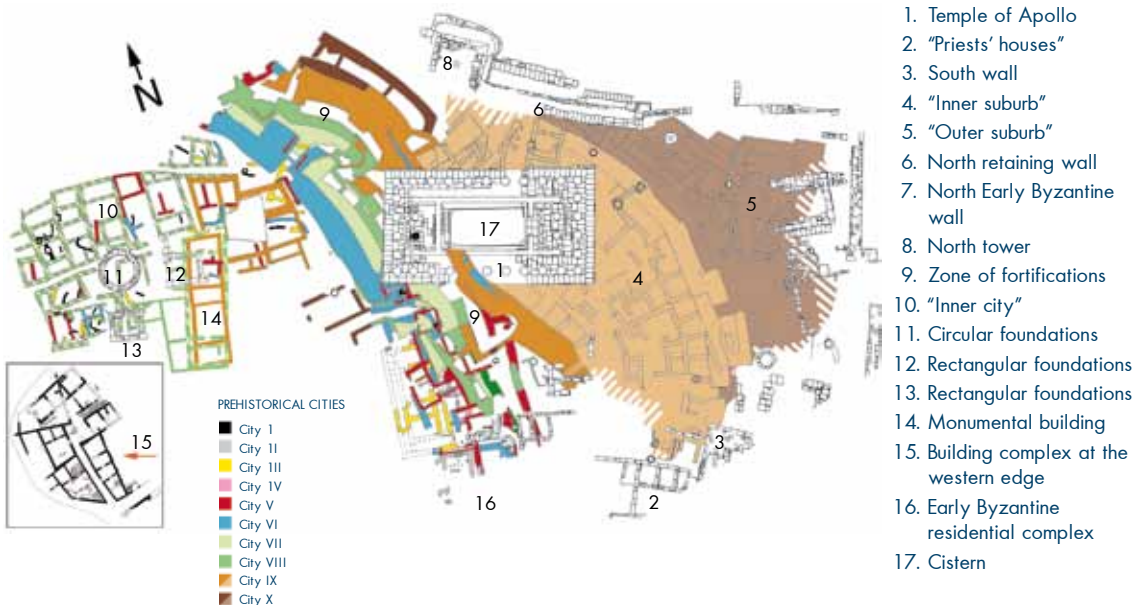 1. Temple of Apollo
2. “Priests’ houses”
3. South wall
4. “Inner suburb”
5. “Outer suburb”
6. North retaining wall
7. North Early Byzantine
wall
8. North tower
9. Zone of fortifications
10. “Inner city”
11. Circular foundations
12. Rectangular foundations
13. Rectangular foundations
14. Monumental building
15. Building complex at the
western edge
16. Early Byzantine
residential complex
17. Cistern
N
8
9
6
5
10
17
11
12
1
4
14
9
13
15
3
16
2
PREHISTORICAL CITIES
City 1
City 1I
City 1II
City 1V
City V
City VI
City VII
City VIII
City IX
City X